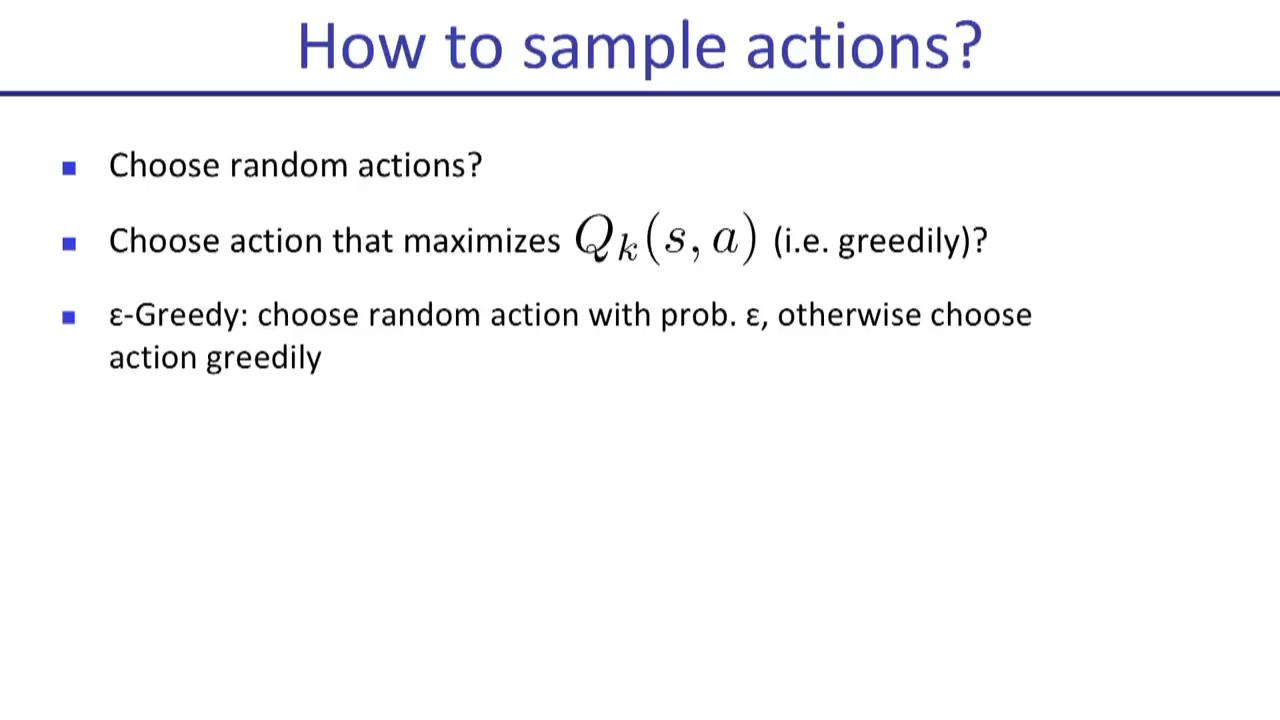 How to sample actions?
Choose random actions?
Choose action that maximizes Q_k(s, a) (i.e. greedily)?
ε-Greedy: choose random action with prob. ε, otherwise choose
action greedily